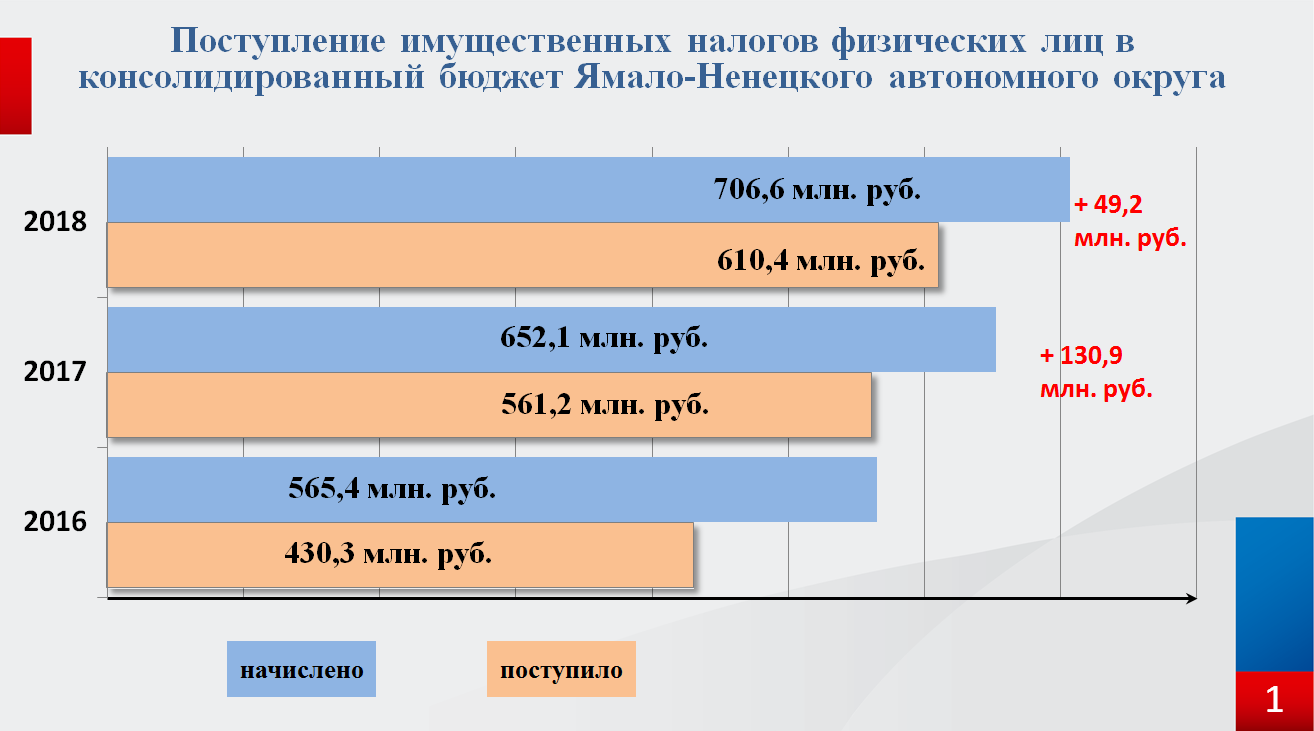 Поступление имущественных налогов физических лиц в
консолидированный бюджет Ямало-Ненецкого автономного округа
706,6 млн. руб.
+ 49,2
млн. руб.
2018
610,4 млн. руб.
652,1 млн. руб.
+ 130,9
млн. руб.
2017
561,2 млн. руб.
565,4 млн. руб.
2016
430,3 млн. руб.
начислено
поступило
1